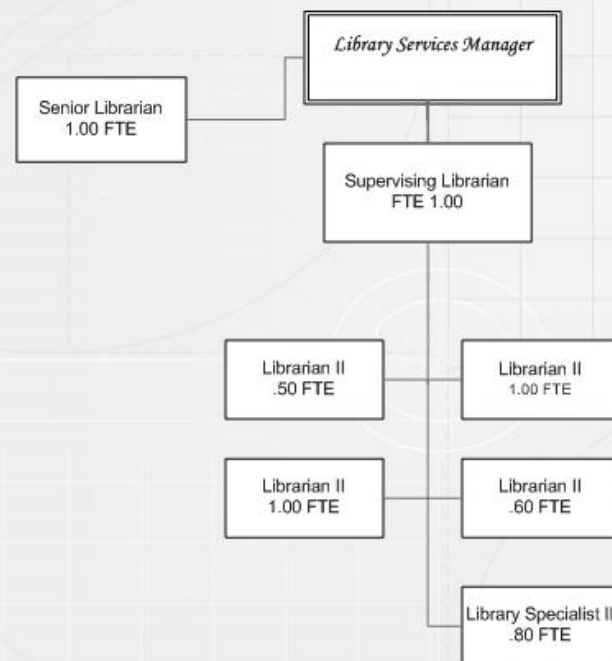 Library Services Manager
Senior Librarian
1.00 FTE
Supervising Librarian
FTE 1.00
Librarian II
.50 FTE
Librarian II
1.00 FTE
Librarian II
1.00 FTE
Librarian II
.60 FTE
Library Specialist II
.80 FTE